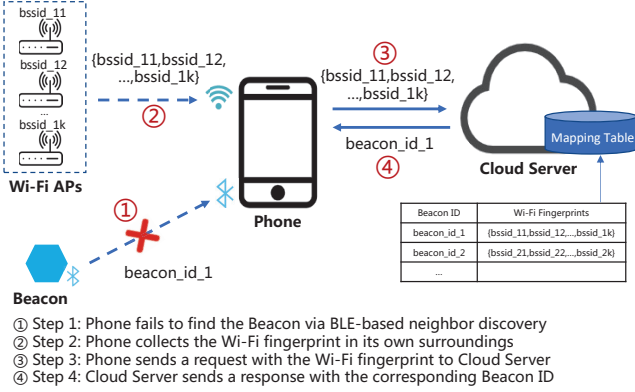 bssid_11
bssid_12
...
bssid_1k
Wi-Fi APs
{bssid_11,bssid_12,
...,bssid_1k}
②
Phone
③
{bssid_11,bssid_12,
...,bssid_1k}
beacon_id_1
④
Mapping Table
Cloud Server
①
beacon_id_1
Beacon
Beacon ID Wi-Fi Fingerprints
beacon_id_1 {bssid_11,bssid_12,...,bssid_1k}
beacon_id_2 {bssid_21,bssid_22,...,bssid_2k}
...
① Step 1: Phone fails to find the Beacon via BLE-based neighbor discovery
② Step 2: Phone collects the Wi-Fi fingerprint in its own surroundings
③ Step 3: Phone sends a request with the Wi-Fi fingerprint to Cloud Server
④ Step 4: Cloud Server sends a response with the corresponding Beacon ID